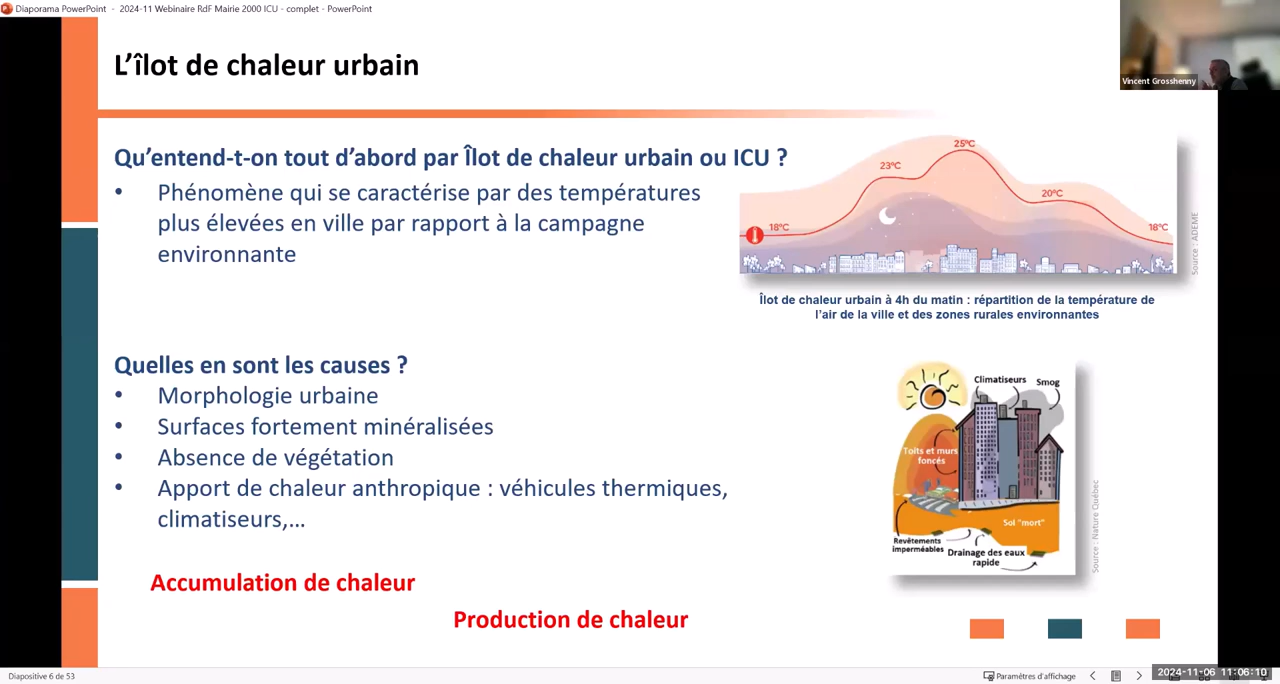 Diaporama PowerPoint - 2024-11 Webinaire RdF Mairie 2000 ICU - complet - PowerPoint
Vincent Grosshenny
L'îlot de chaleur urbain
Qu'entend-t-on tout d'abord par Îlot de chaleur urbain ou ICU ?
• Phénomène qui se caractérise par des températures
plus élevées en ville par rapport à la campagne
environnante
18°C
23°C
25°C
20°C
18°C
Source : ADEME
Îlot de chaleur urbain à 4h du matin : répartition de la température de
l'air de la ville et des zones rurales environnantes
Quelles en sont les causes ?
• Morphologie urbaine
• Surfaces fortement minéralisées
• Absence de végétation
• Apport de chaleur anthropique : véhicules thermiques,
climatiseurs,...
Climatiseurs
Smog
Toits et murs
foncés
Sol "mort"
Revêtements
imperméables
Drainage des eaux
rapide
Source : Nature Québec
Accumulation de chaleur
Production de chaleur
Diapositive 6 de 53
Paramètres d'affichage
2024-11-06 11:06:10